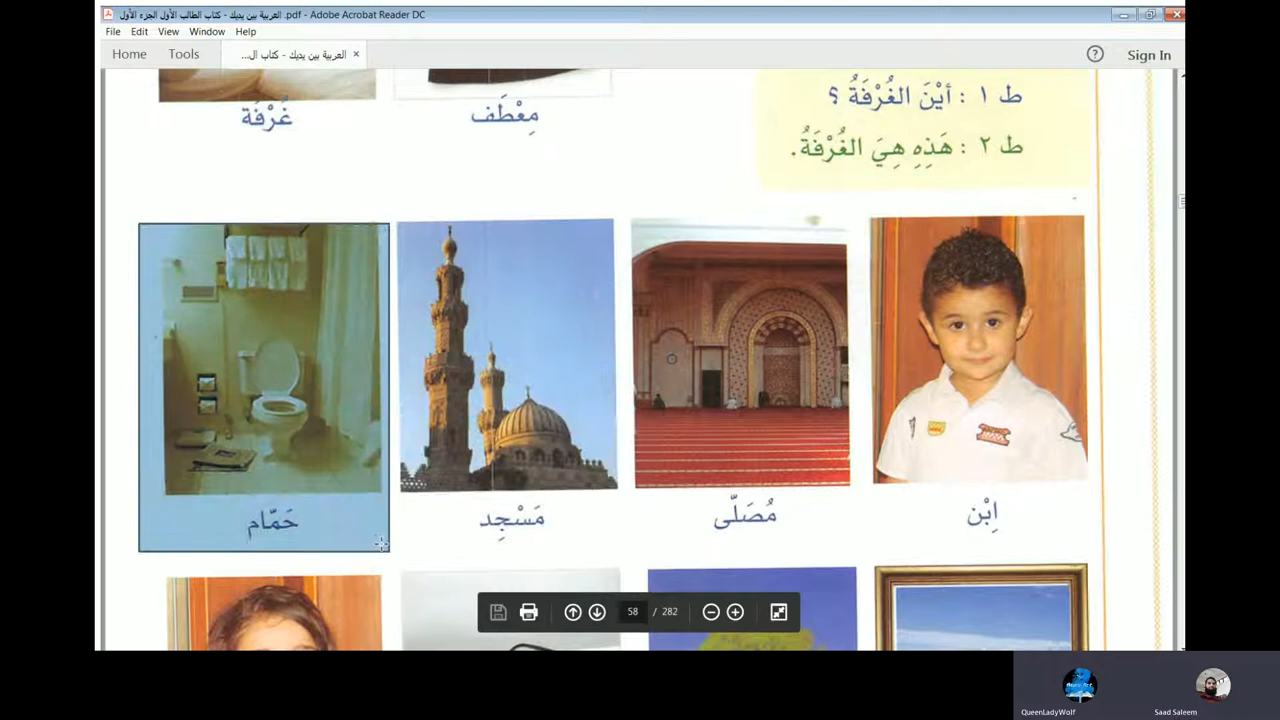 العربية بين يديك - كتاب الطالب الأول الجزء الأول .pdf - Adobe Acrobat Reader DC
File Edit View Window Help
Home Tools العربية بين يديك - كتاب ال... × ? Sign In
ط ١ : أَيْنَ الغُرْفَةُ ؟
ط ٢ : هَذِهِ هِيَ الغُرْفَةُ.
مِعْطَف
غُرْفَة
اِبْن
مُصَلَّى
مَسْجِد
حَمَّام
58 / 282
QueenLadyWolf
Saad Saleem